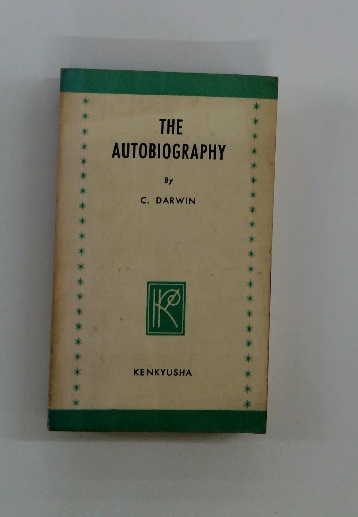 THE
AUTOBIOGRAPHY
By
C. DARWIN
KENKYUSHA